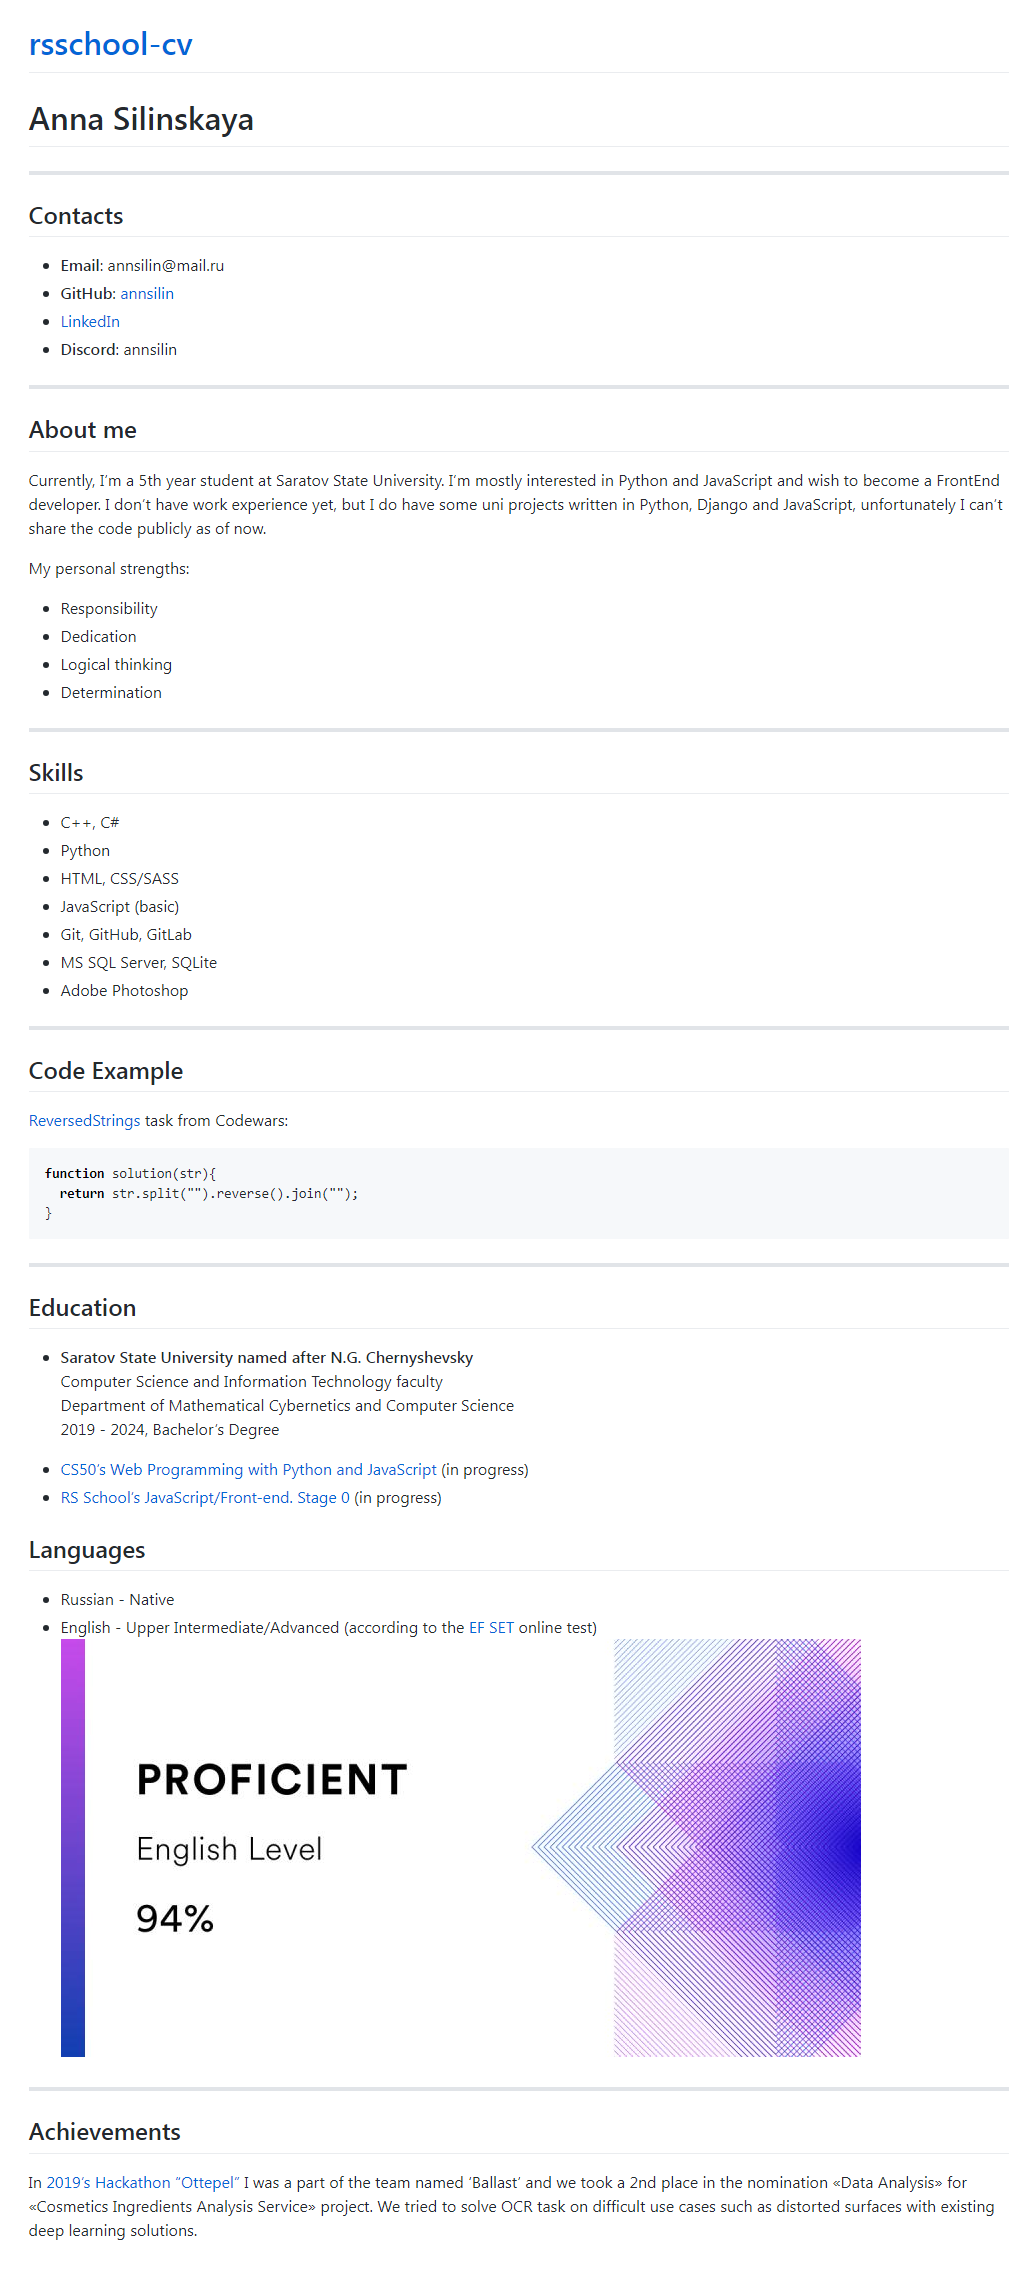 rsschool-cv
Anna Silinskaya
Contacts
Email: annsilin@mail.ru
GitHub: annsilin
LinkedIn
Discord: annsilin
About me
Currently, I’m a 5th year student at Saratov State University. I’m mostly interested in Python and JavaScript and wish to become a FrontEnd
developer. I don’t have work experience yet, but I do have some uni projects written in Python, Django and JavaScript, unfortunately I can’t
share the code publicly as of now.
My personal strengths:
Responsibility
Dedication
Logical thinking
Determination
Skills
C++, C#
Python
HTML, CSS/SASS
JavaScript (basic)
Git, GitHub, GitLab
MS SQL Server, SQLite
Adobe Photoshop
Code Example
ReversedStrings task from Codewars:
function solution(str){
  return str.split("").reverse().join("");
}
Education
Saratov State University named after N.G. Chernyshevsky
Computer Science and Information Technology faculty
Department of Mathematical Cybernetics and Computer Science
2019 - 2024, Bachelor’s Degree
CS50’s Web Programming with Python and JavaScript (in progress)
RS School’s JavaScript/Front-end. Stage 0 (in progress)
Languages
Russian - Native
English - Upper Intermediate/Advanced (according to the EF SET online test)
PROFICIENT
English Level
94%
Achievements
In 2019’s Hackathon “Ottepel” I was a part of the team named ‘Ballast’ and we took a 2nd place in the nomination «Data Analysis» for
«Cosmetics Ingredients Analysis Service» project. We tried to solve OCR task on difficult use cases such as distorted surfaces with existing
deep learning solutions.